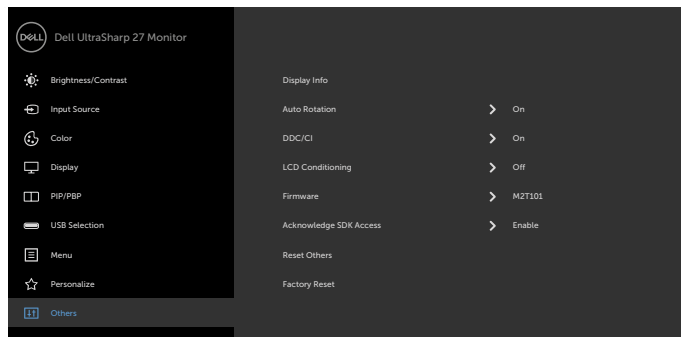 DELL Dell UltraSharp 27 Monitor
Brightness/Contrast Display Info
Input Source Auto Rotation On
Color DDC/CI On
Display LCD Conditioning Off
PIP/PBP Firmware M2T101
USB Selection Acknowledge SDK Access Enable
Menu Reset Others
Personalize Factory Reset
Others